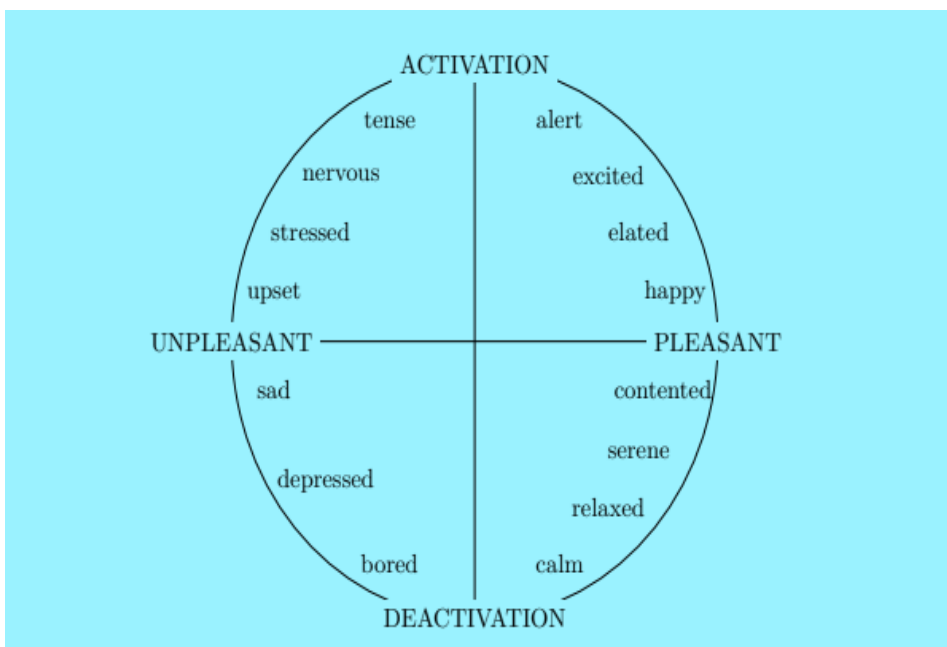 ACTIVATION
tense alert
nervous excited
stressed elated
upset happy
UNPLEASANT PLEASANT
sad contented
serene
depressed
relaxed
bored calm
DEACTIVATION